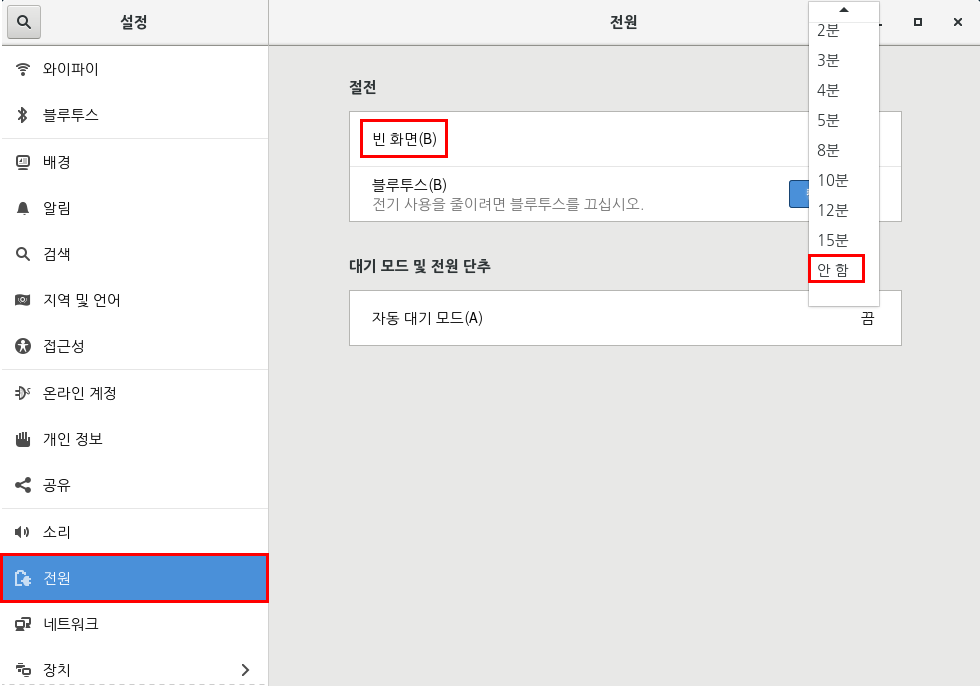 설정
전원
와이파이
블루투스
배경
알림
검색
지역 및 언어
접근성
온라인 계정
개인 정보
공유
소리
전원
네트워크
장치
절전
빈 화면(B)
블루투스(B)
전기 사용을 줄이려면 블루투스를 끄십시오.
대기 모드 및 전원 단추
자동 대기 모드(A)
끔
2분
3분
4분
5분
8분
10분
12분
15분
안 함